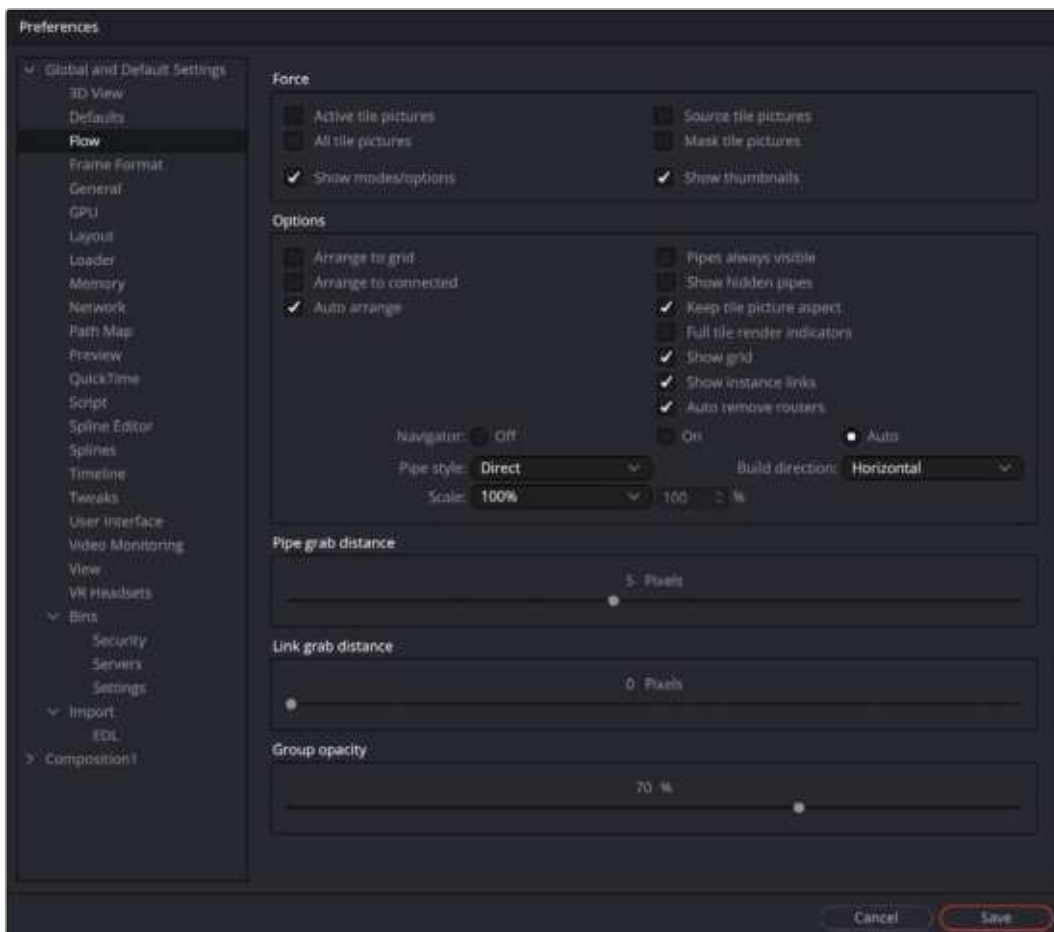 Preferences
Global and Default Settings
3D View
Defaults
Flow
Frame Format
General
GPU
Layout
Loader
Memory
Network
Path Map
Preview
QuickTime
Script
Spline Editor
Splines
Timeline
Tweaks
User Interface
Video Monitoring
View
VR Headsets
Bins
Security
Servers
Settings
Import
EDL
Composition1
Force
Active tile pictures
Source tile pictures
All tile pictures
Mask tile pictures
Show modes/options
Show thumbnails
Options
Arrange to grid
Pipes always visible
Arrange to connected
Show hidden pipes
Auto arrange
Keep tile picture aspect
Full tile render indicators
Show grid
Show instance links
Auto remove routers
Navigator: Off On Auto
Pipe style: Direct Build direction: Horizontal
Scale: 100% 100 %
Pipe grab distance
5 Pixels
Link grab distance
0 Pixels
Group opacity
70 %
Cancel Save